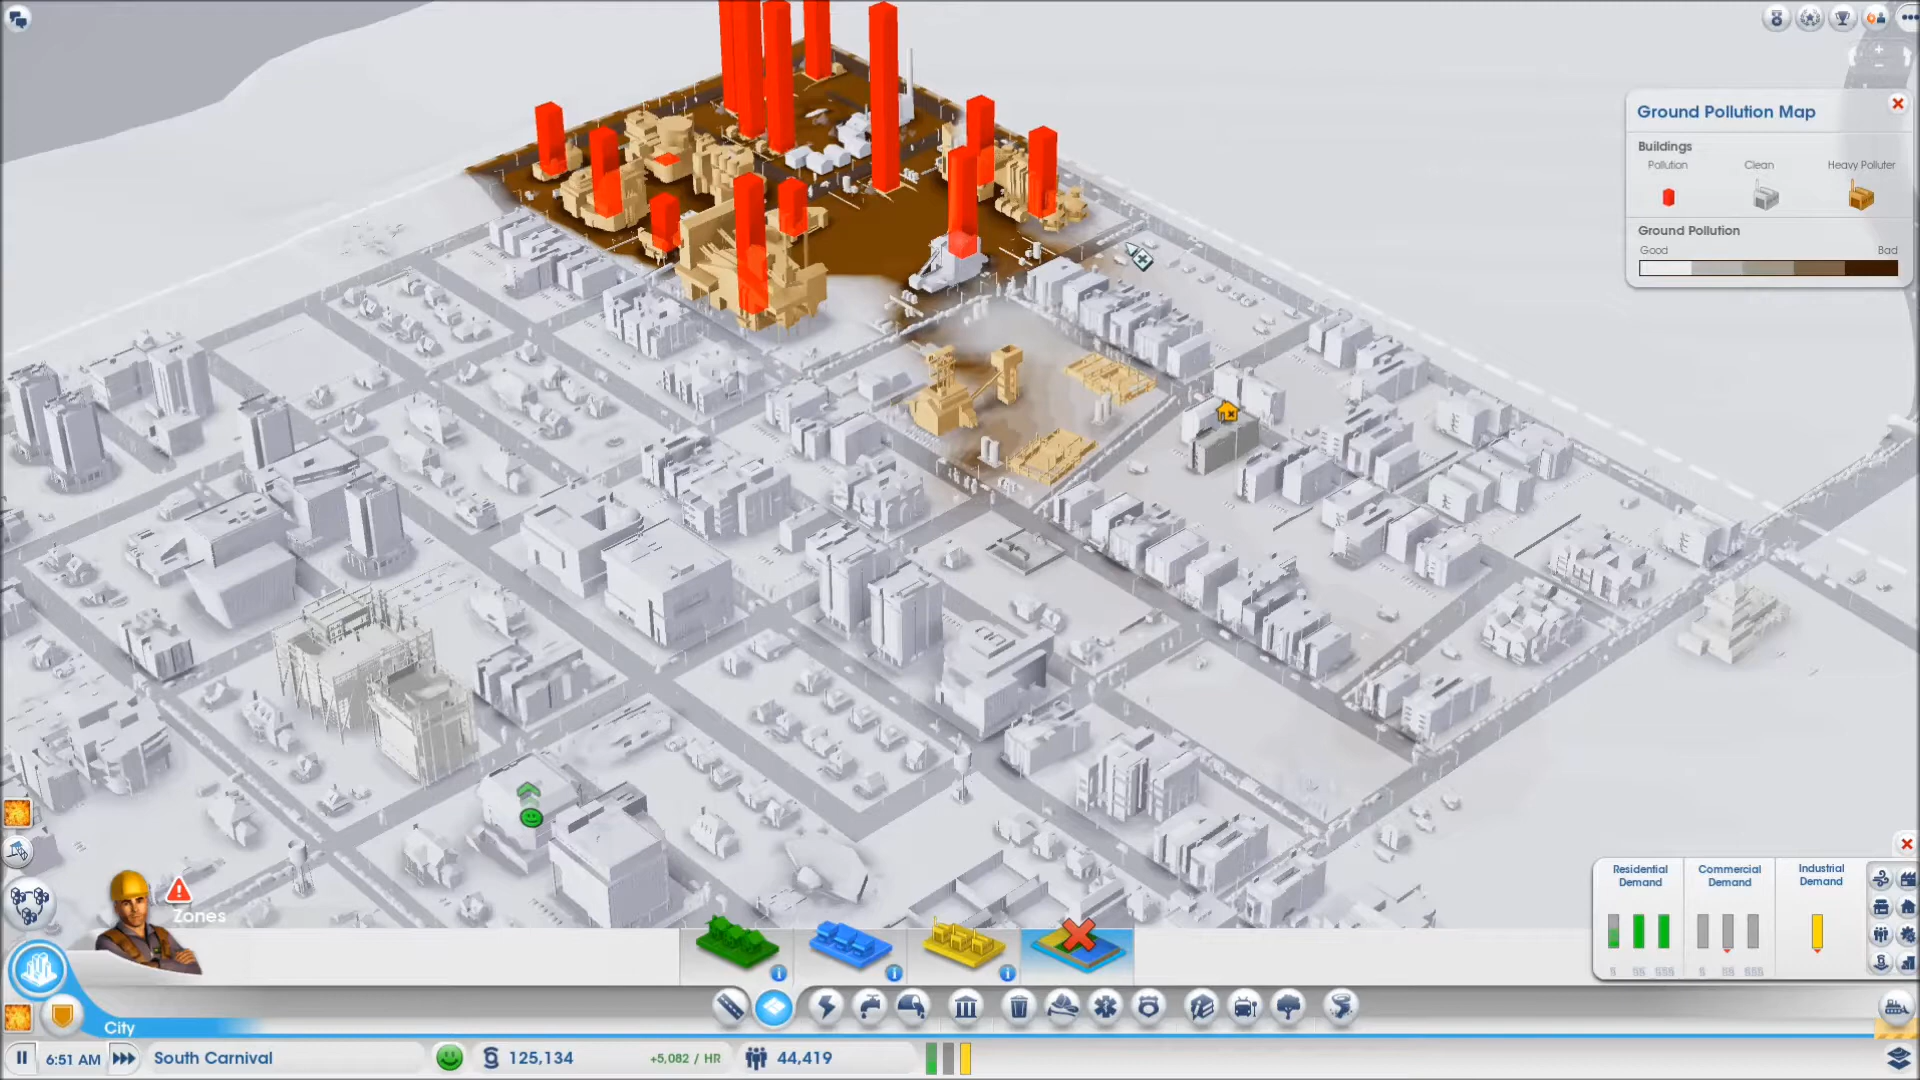 Ground Pollution Map
Buildings
Pollution
Clean
Heavy Polluter
Ground Pollution
Good
Bad
Zones
Residential
Demand
Commercial
Demand
Industrial
Demand
$ $$ $$$
$ $$ $$$
City
6:51 AM
South Carnival
125,134
+5,082 / HR
44,419